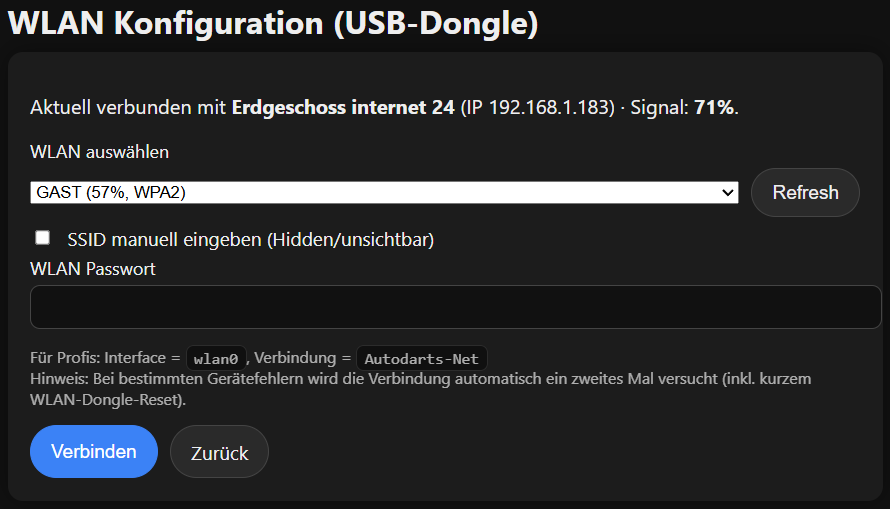 WLAN Konfiguration (USB-Dongle)
Aktuell verbunden mit Erdgeschoss internet 24 (IP 192.168.1.183) · Signal: 71%.
WLAN auswählen
GAST (57%, WPA2)
Refresh
SSID manuell eingeben (Hidden/unsichtbar)
WLAN Passwort
Für Profis: Interface = wlan0, Verbindung = Autodarts-Net
Hinweis: Bei bestimmten Gerätefehlern wird die Verbindung automatisch ein zweites Mal versucht (inkl. kurzem
WLAN-Dongle-Reset).
Verbinden
Zurück